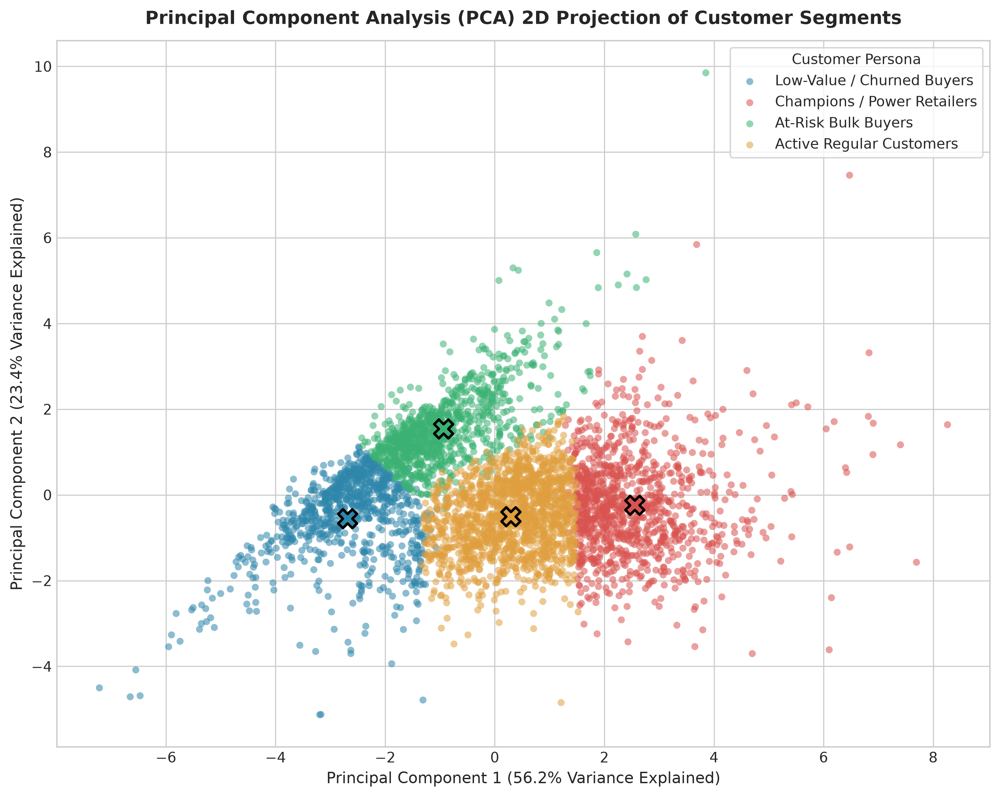 Principal Component Analysis (PCA) 2D Projection of Customer Segments
Customer Persona
Low-Value / Churned Buyers
Champions / Power Retailers
At-Risk Bulk Buyers
Active Regular Customers
Principal Component 2 (23.4% Variance Explained)
10
8
6
4
2
0
−2
−4
−6 −4 −2 0 2 4 6 8
Principal Component 1 (56.2% Variance Explained)